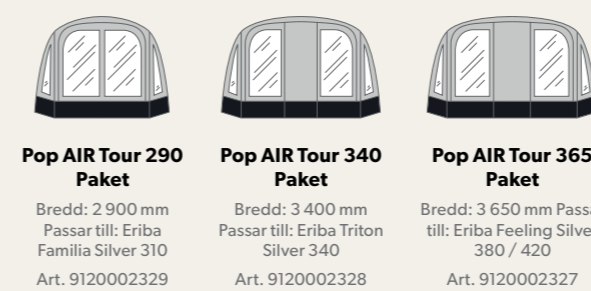 Pop AIR Tour 290
Paket
Bredd: 2 900 mm
Passar till: Eriba
Familia Silver 310
Art. 9120002329
Pop AIR Tour 340
Paket
Bredd: 3 400 mm
Passar till: Eriba Triton
Silver 340
Art. 9120002328
Pop AIR Tour 365
Paket
Bredd: 3 650 mm Passa
till: Eriba Feeling Silve
380 / 420
Art. 9120002327